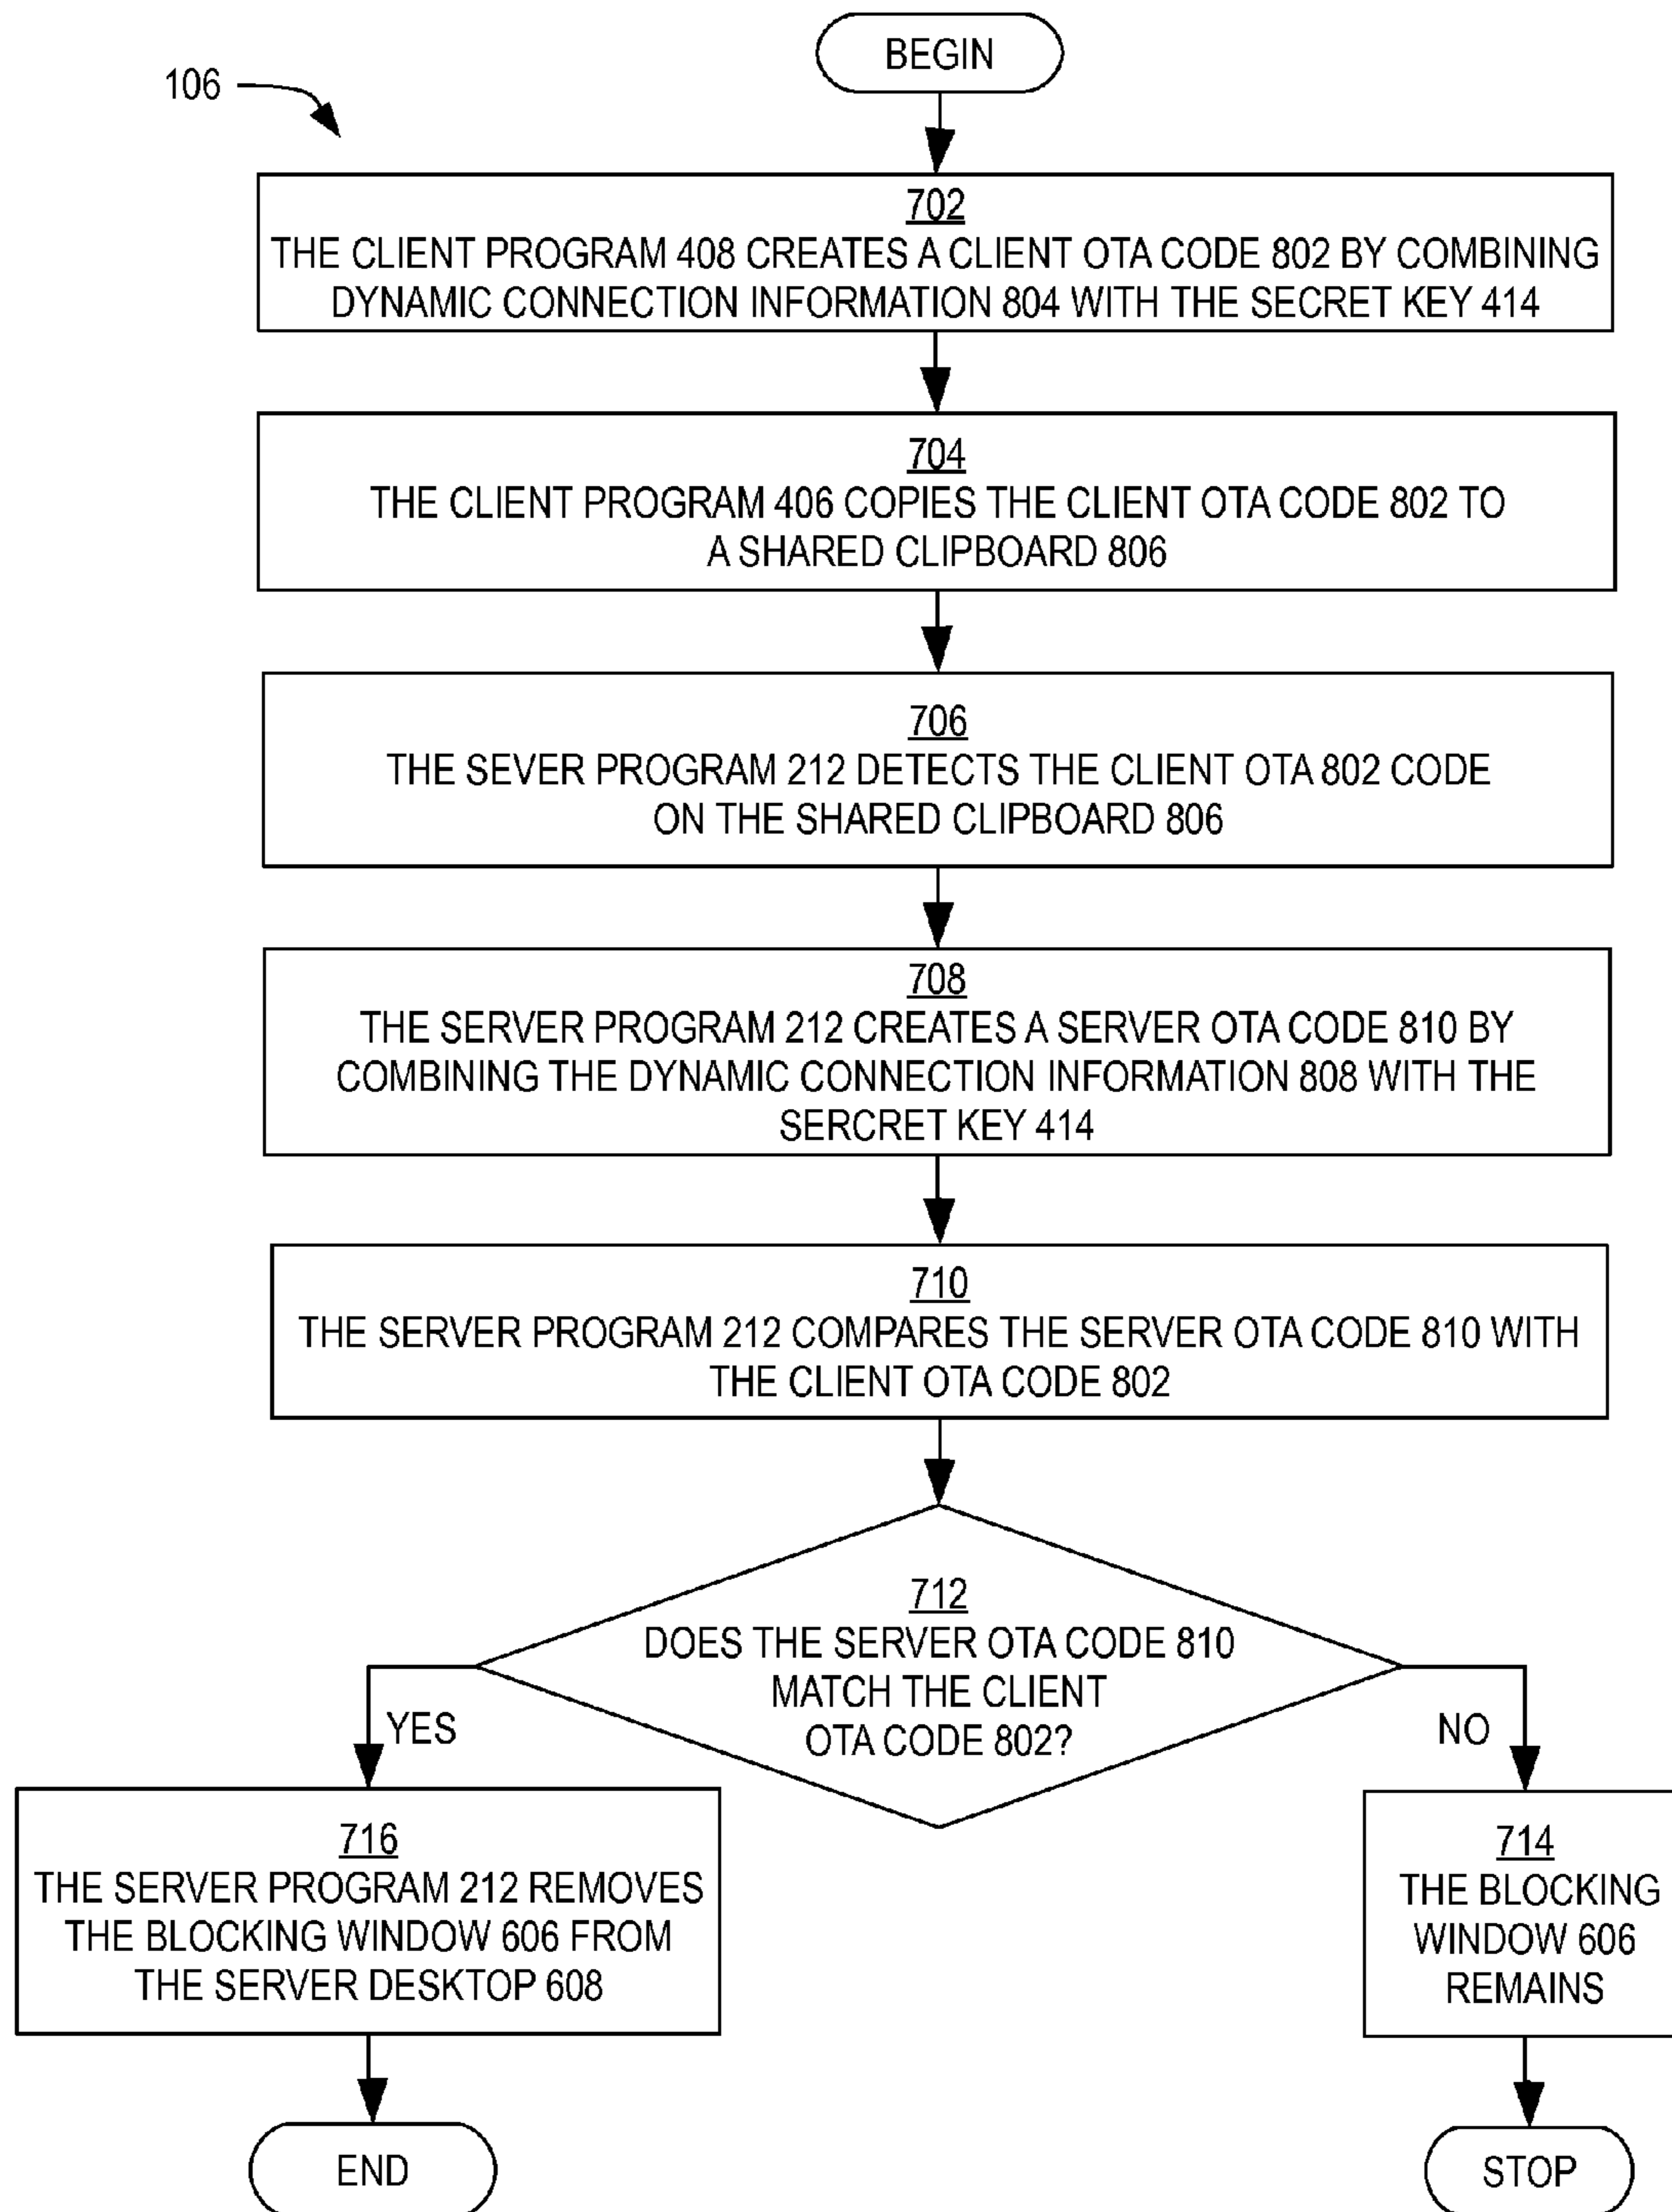 BEGIN
106
702
THE CLIENT PROGRAM 408 CREATES A CLIENT OTA CODE 802 BY COMBINING
DYNAMIC CONNECTION INFORMATION 804 WITH THE SECRET KEY 414
704
THE CLIENT PROGRAM 406 COPIES THE CLIENT OTA CODE 802 TO
A SHARED CLIPBOARD 806
706
THE SEVER PROGRAM 212 DETECTS THE CLIENT OTA 802 CODE
ON THE SHARED CLIPBOARD 806
708
THE SERVER PROGRAM 212 CREATES A SERVER OTA CODE 810 BY
COMBINING THE DYNAMIC CONNECTION INFORMATION 808 WITH THE
SERCRET KEY 414
710
THE SERVER PROGRAM 212 COMPARES THE SERVER OTA CODE 810 WITH
THE CLIENT OTA CODE 802
712
DOES THE SERVER OTA CODE 810
MATCH THE CLIENT
OTA CODE 802?
YES
NO
716
THE SERVER PROGRAM 212 REMOVES
THE BLOCKING WINDOW 606 FROM
THE SERVER DESKTOP 608
714
THE BLOCKING
WINDOW 606
REMAINS
END
STOP